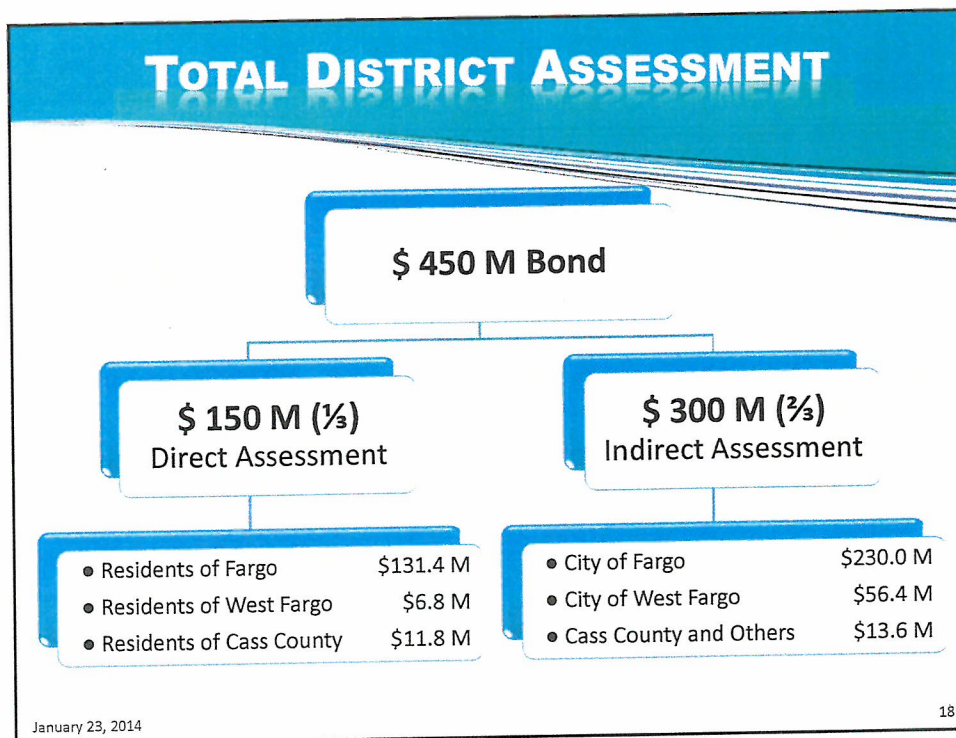 TOTAL DISTRICT ASSESSMENT
$ 450 M Bond
$ 150 M (⅓)
Direct Assessment
$ 300 M (⅔)
Indirect Assessment
• Residents of Fargo $131.4 M
• Residents of West Fargo $6.8 M
• Residents of Cass County $11.8 M
• City of Fargo $230.0 M
• City of West Fargo $56.4 M
• Cass County and Others $13.6 M
January 23, 2014
18